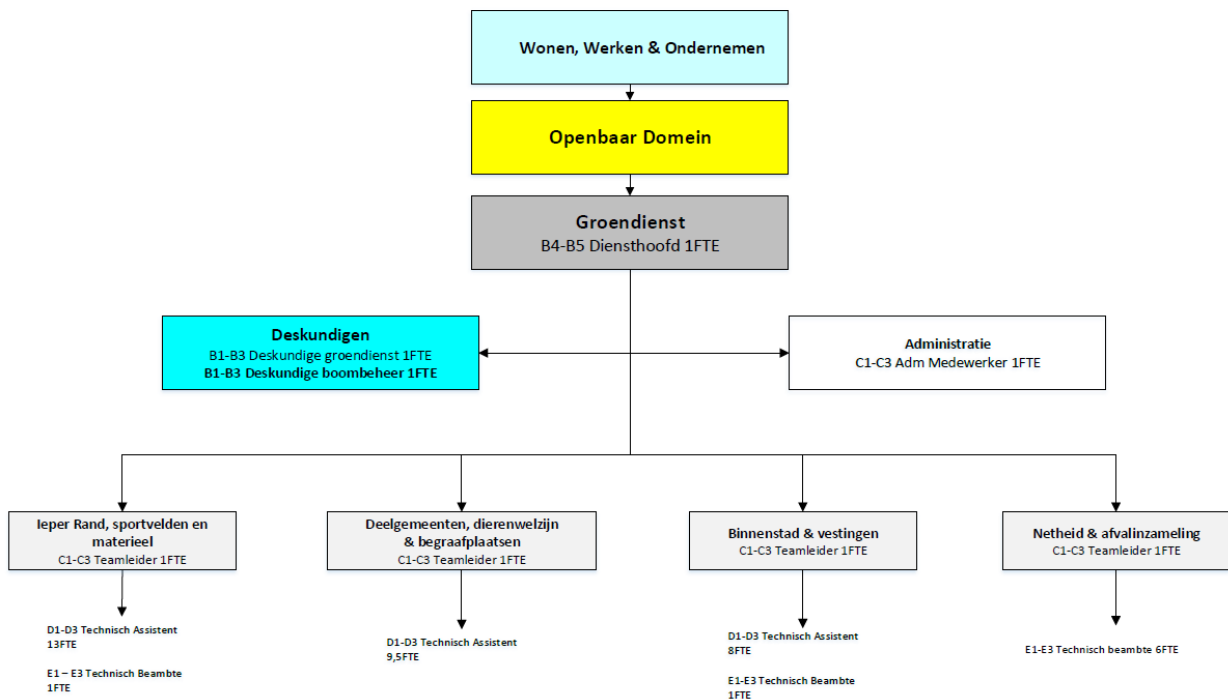 Wonen, Werken & Ondernemen
Openbaar Domein
Groendienst
B4-B5 Diensthoofd 1FTE
Deskundigen
B1-B3 Deskundige groendienst 1FTE
B1-B3 Deskundige boombeheer 1FTE
Administratie
C1-C3 Adm Medewerker 1FTE
Ieper Rand, sportvelden en
materieel
C1-C3 Teamleider 1FTE
Deelgemeenten, dierenwelzijn
& begraafplaatsen
C1-C3 Teamleider 1FTE
Binnenstad & vestingen
C1-C3 Teamleider 1FTE
Netheid & afvalinzameling
C1-C3 Teamleider 1FTE
D1-D3 Technisch Assistent
13FTE
E1 – E3 Technisch Beambte
1FTE
D1-D3 Technisch Assistent
9,5FTE
D1-D3 Technisch Assistent
8FTE
E1-E3 Technisch Beambte
1FTE
E1-E3 Technisch beambte 6FTE